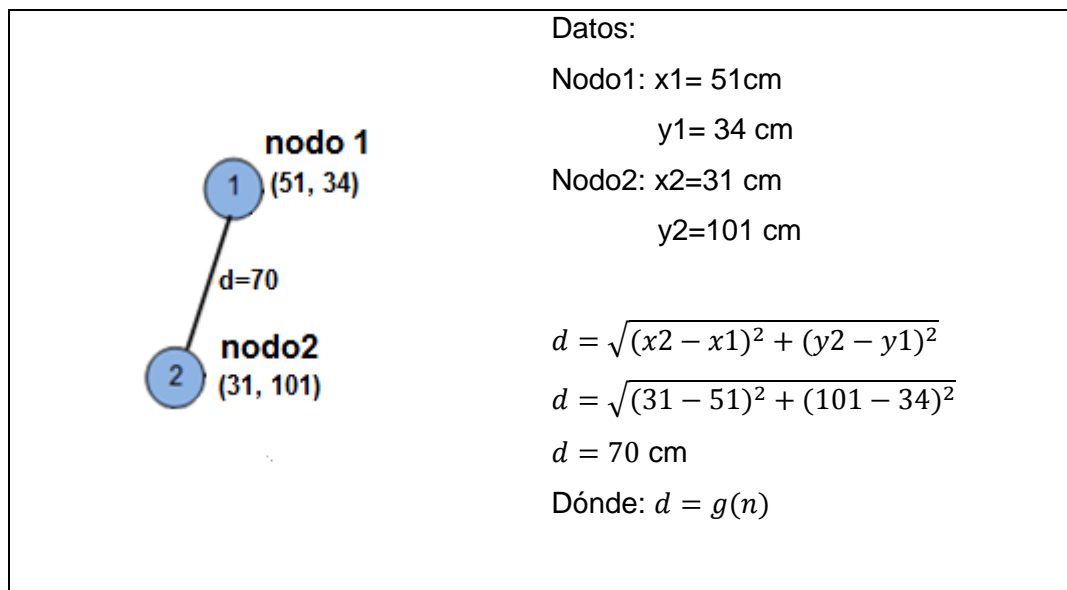 nodo 1
1
(51, 34)
d=70
nodo2
2
(31, 101)
Datos:
Nodo1: x1= 51cm
y1= 34 cm
Nodo2: x2=31 cm
y2=101 cm
𝑑 = √(𝑥2 − 𝑥1)² + (𝑦2 − 𝑦1)²
𝑑 = √(31 − 51)² + (101 − 34)²
𝑑 = 70 cm
Dónde: 𝑑 = 𝑔(𝑛)